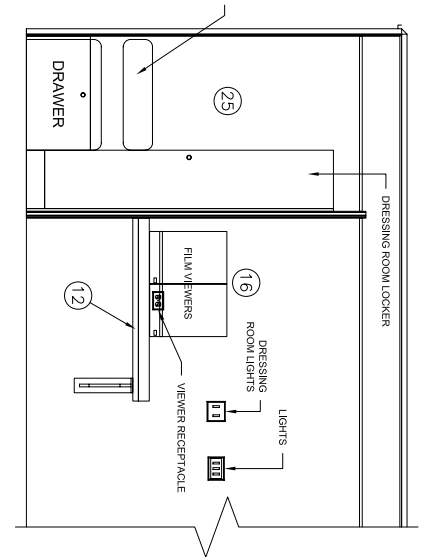 DRAWER
25
DRESSING ROOM LOCKER
FILM VIEWERS
16
12
VIEWER RECEPTACLE
DRESSING
ROOM LIGHTS
LIGHTS